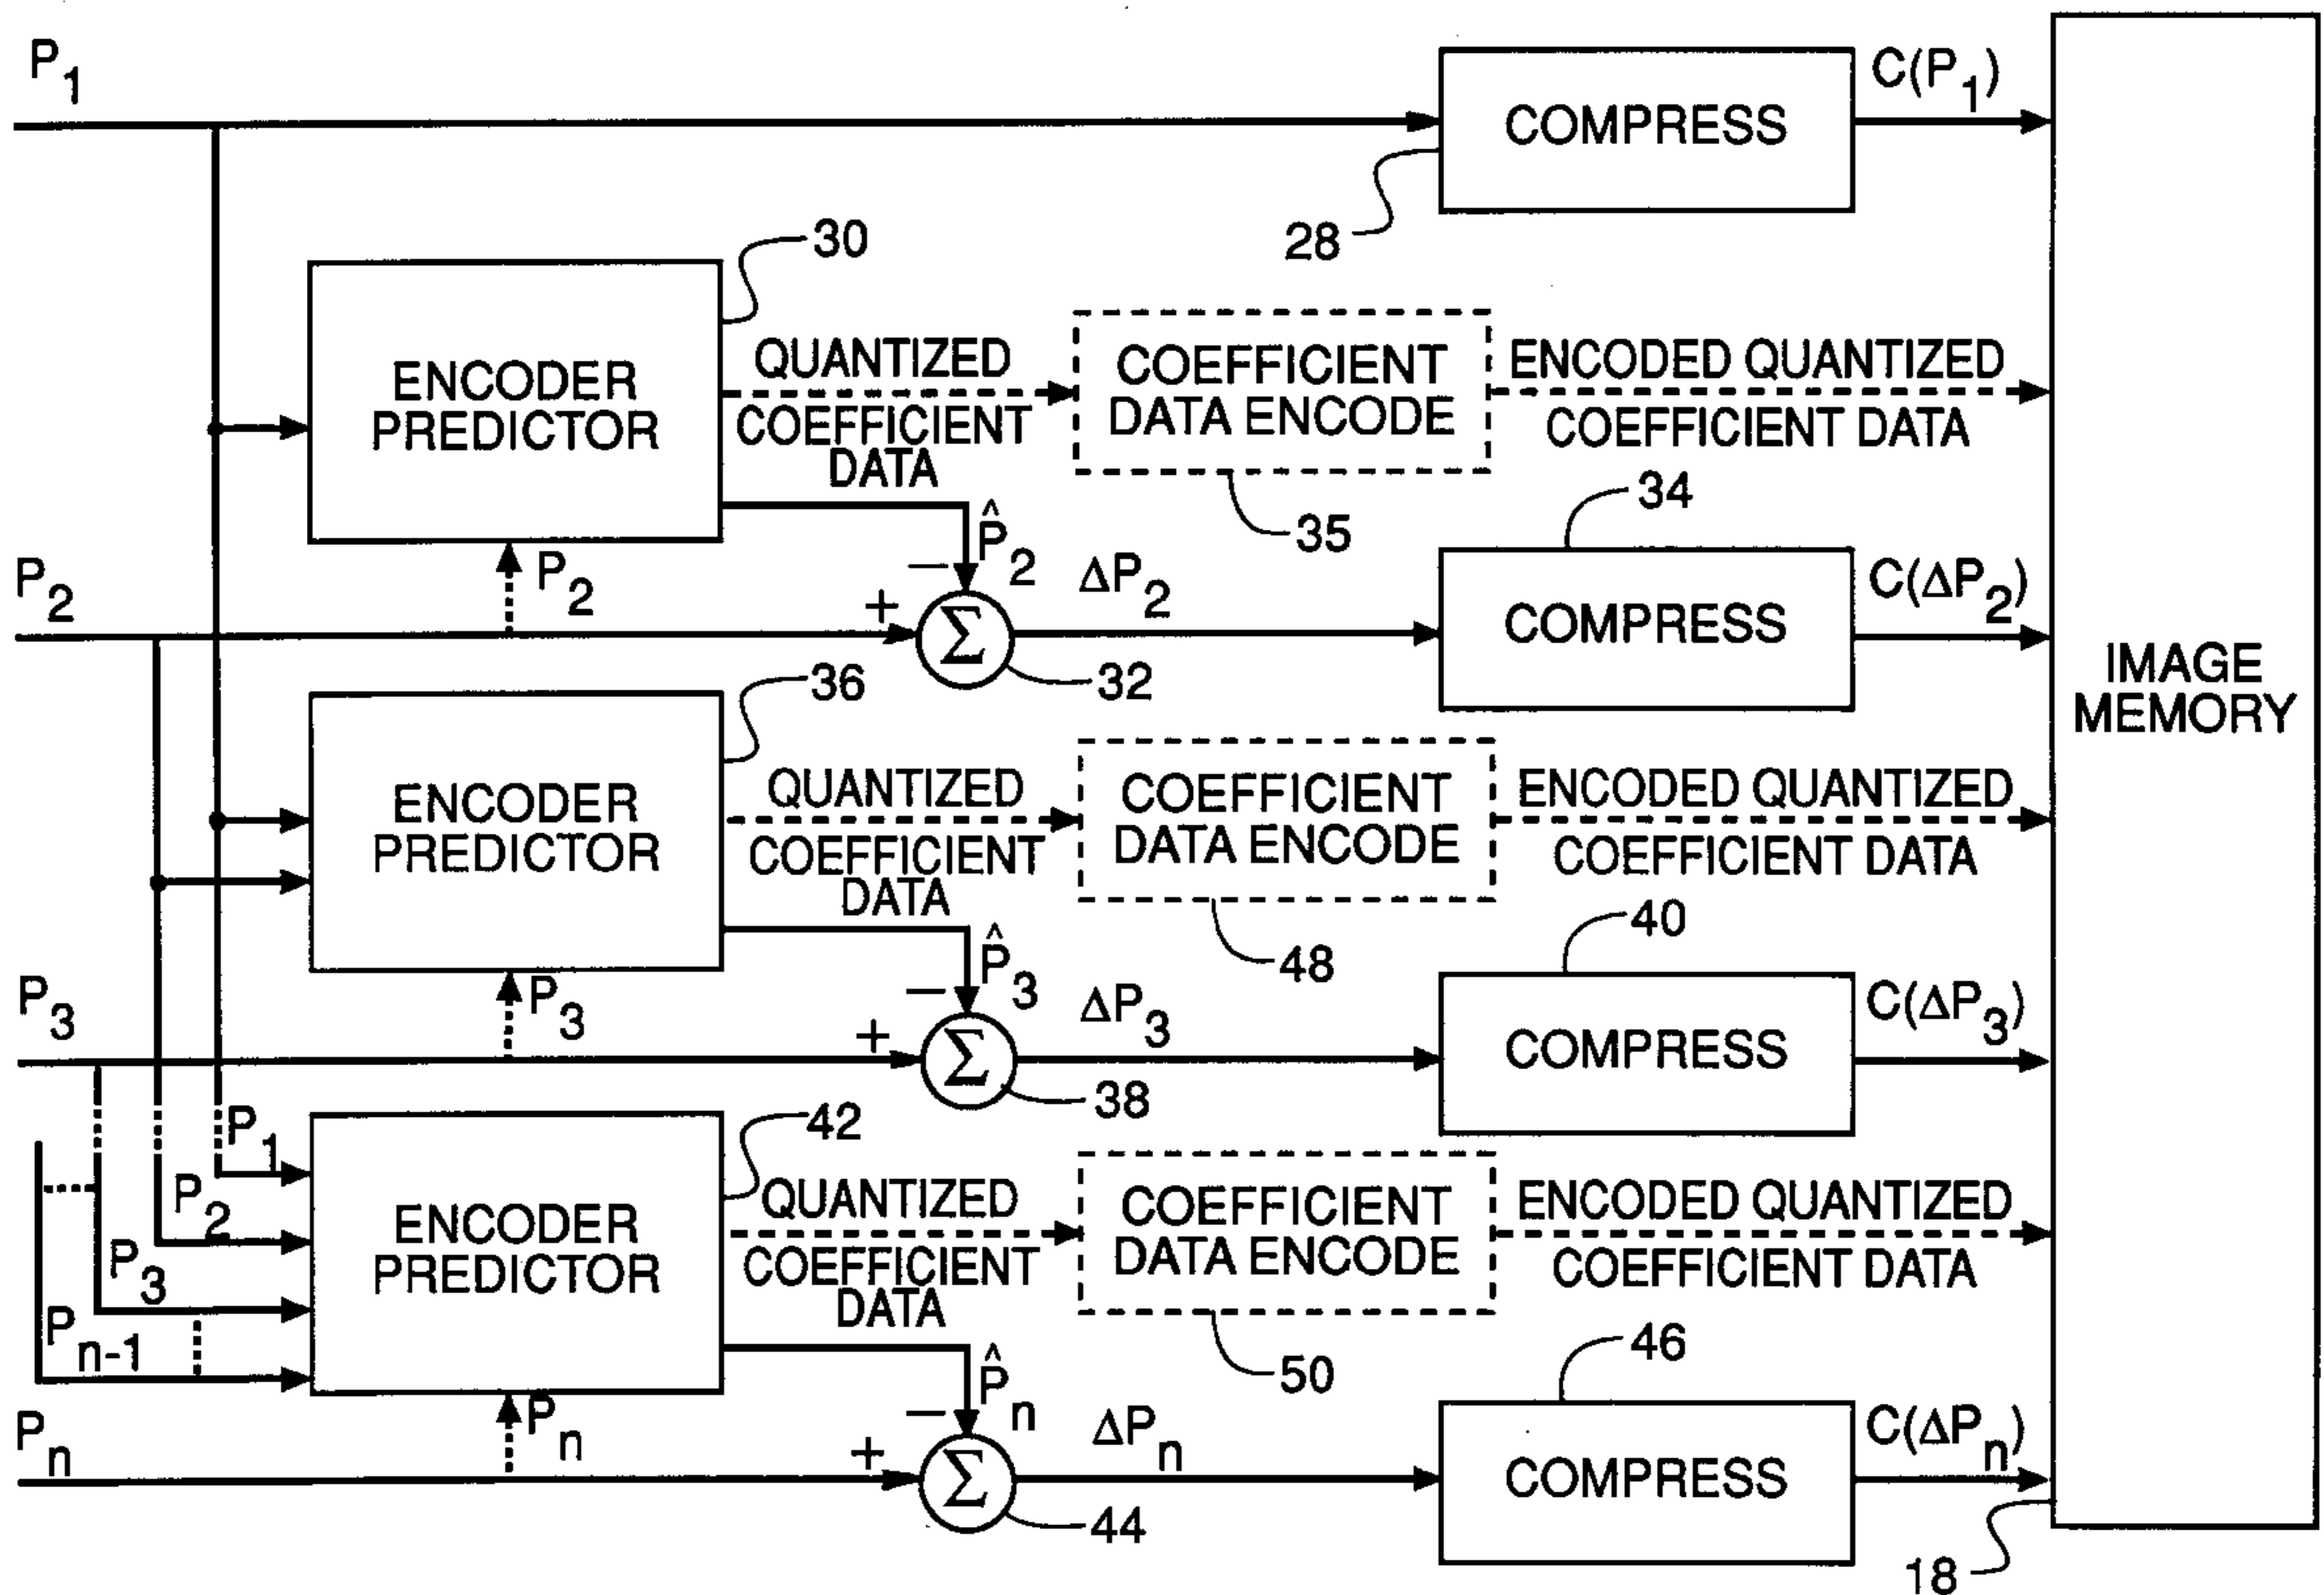 P1
COMPRESS
C(P1)
28
30
ENCODER
PREDICTOR
QUANTIZED
COEFFICIENT
DATA
COEFFICIENT
DATA ENCODE
ENCODED QUANTIZED
COEFFICIENT DATA
35
34
P2
P2
P̂2
−
+
Σ
32
ΔP2
COMPRESS
C(ΔP2)
IMAGE
MEMORY
36
ENCODER
PREDICTOR
QUANTIZED
COEFFICIENT
DATA
COEFFICIENT
DATA ENCODE
ENCODED QUANTIZED
COEFFICIENT DATA
48
40
P3
P3
P̂3
−
+
Σ
38
ΔP3
COMPRESS
C(ΔP3)
P1
P2
P3
Pn-1
42
ENCODER
PREDICTOR
QUANTIZED
COEFFICIENT
DATA
COEFFICIENT
DATA ENCODE
ENCODED QUANTIZED
COEFFICIENT DATA
50
46
Pn
Pn
P̂n
−
+
Σ
44
ΔPn
COMPRESS
C(ΔPn)
18